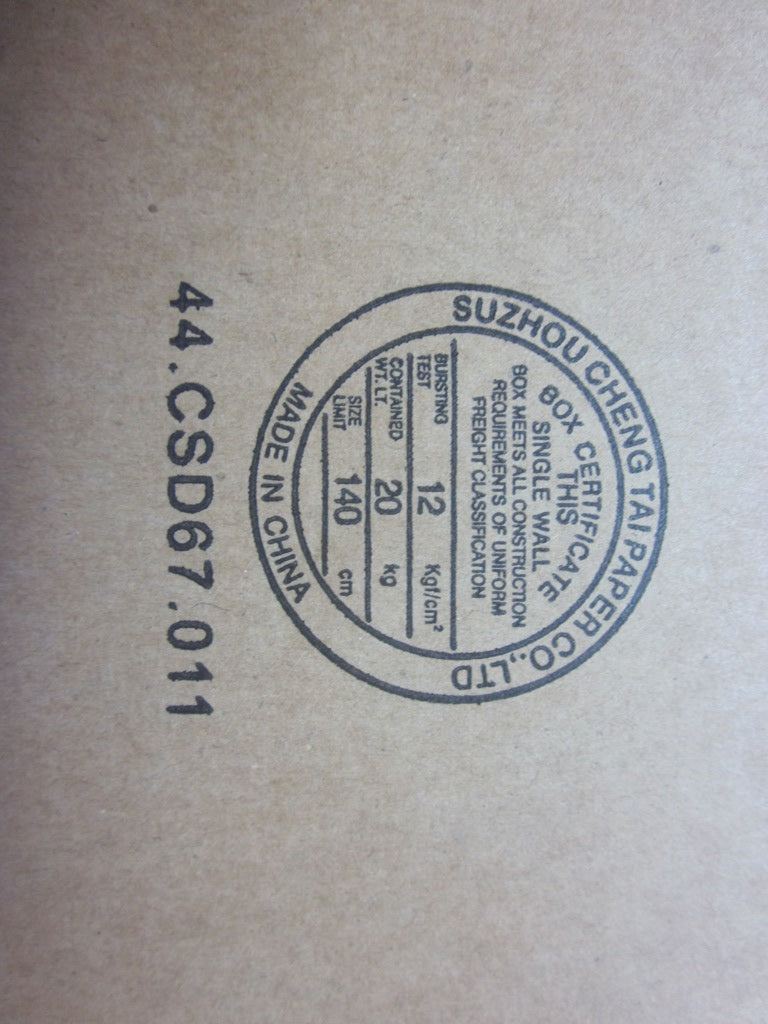 SUZHOU CHENG TAI PAPER CO.,LTD
BOX CERTIFICATE
THIS
SINGLE WALL
BOX MEETS ALL CONSTRUCTION
REQUIREMENTS OF UNIFORM
FREIGHT CLASSIFICATION
BURSTING TEST 12 Kgf/cm²
CONTAINED WT. LT. 20 kg
SIZE LIMIT 140 cm
MADE IN CHINA
44.CSD67.011